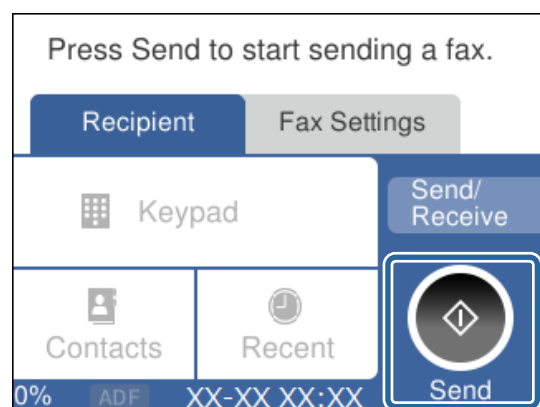 Press Send to start sending a fax.
Recipient
Fax Settings
Keypad
Send/
Receive
Contacts
Recent
Send
0%
ADF
XX-XX XX:XX